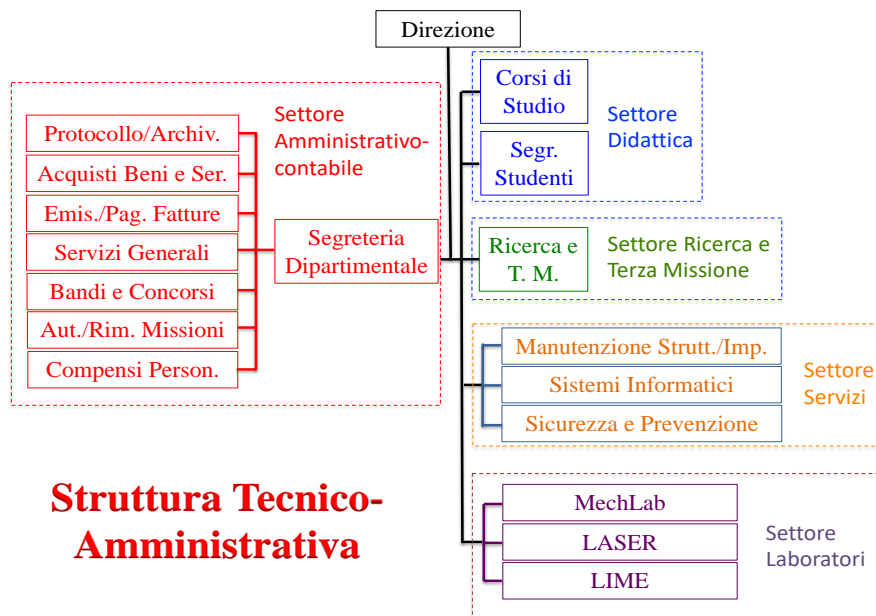 Direzione
Settore
Amministrativo-
contabile
Protocollo/Archiv.
Acquisti Beni e Ser.
Emis./Pag. Fatture
Servizi Generali
Bandi e Concorsi
Aut./Rim. Missioni
Compensi Person.
Segreteria
Dipartimentale
Corsi di
Studio
Segr.
Studenti
Settore
Didattica
Ricerca e
T. M.
Settore Ricerca e
Terza Missione
Manutenzione Strutt./Imp.
Sistemi Informatici
Sicurezza e Prevenzione
Settore
Servizi
MechLab
LASER
LIME
Settore
Laboratori
Struttura Tecnico-
Amministrativa